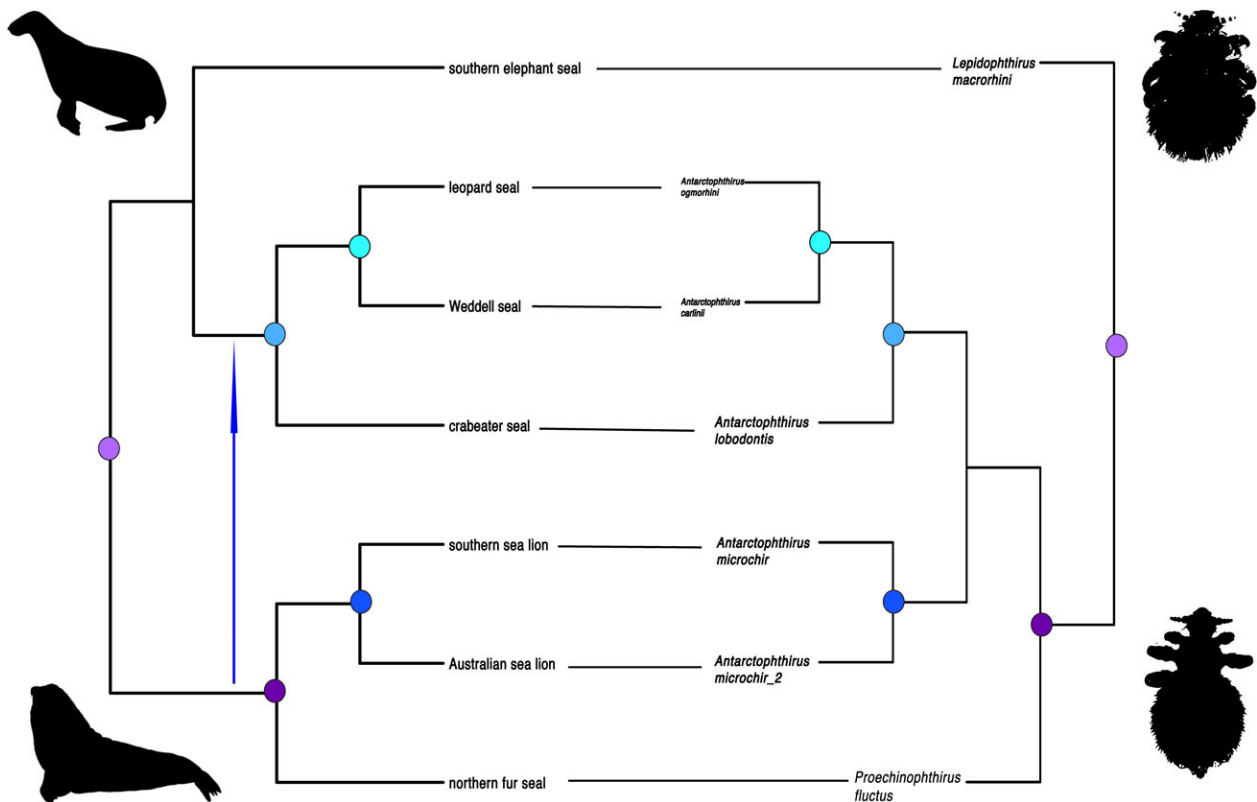 southern elephant seal
Lepidophthirus
macrorhini
leopard seal
Antarctophthirus
ogmorhini
Weddell seal
Antarctophthirus
carlinii
crabeater seal
Antarctophthirus
lobodontis
southern sea lion
Antarctophthirus
microchir
Australian sea lion
Antarctophthirus
microchir_2
northern fur seal
Proechinophthirus
fluctus